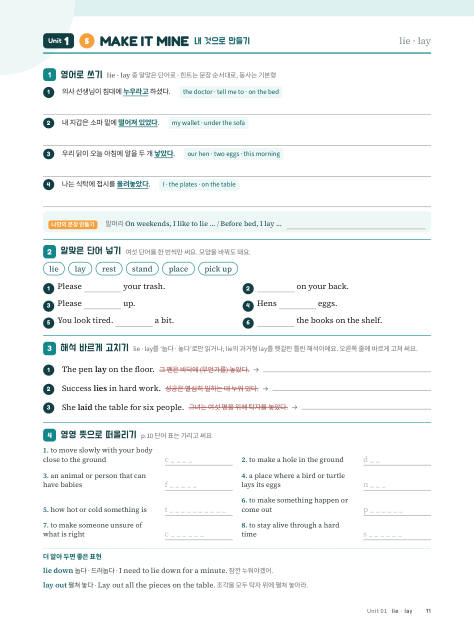 Unit 1 5 MAKE IT MINE 내 것으로 만들기 lie · lay
1 영어로 쓰기 lie · lay 중 알맞은 단어로 · 힌트는 문장 순서대로, 동사는 기본형
1 의사 선생님이 침대에 누우라고 하셨다. the doctor · tell me to · on the bed
2 내 지갑은 소파 밑에 떨어져 있었다. my wallet · under the sofa
3 우리 닭이 오늘 아침에 알을 두 개 낳았다. our hen · two eggs · this morning
4 나는 식탁에 접시를 올려놓았다. I · the plates · on the table
나만의 문장 만들기 말머리 On weekends, I like to lie ... / Before bed, I lay ...
2 알맞은 단어 넣기 여섯 단어를 한 번씩만 써요. 모양을 바꿔도 돼요.
lie lay rest stand place pick up
1 Please ________ your trash. 2 ________ on your back.
3 Please ________ up. 4 Hens ________ eggs.
5 You look tired. ________ a bit. 6 ________ the books on the shelf.
3 해석 바르게 고치기 lie · lay를 '눕다 · 놓다'로만 읽거나, lie의 과거형 lay를 헷갈린 틀린 해석이에요. 오른쪽 줄에 바르게 고쳐 써요.
1 The pen lay on the floor. 그 펜은 바닥에 (무언가를) 놓았다. →
2 Success lies in hard work. 성공은 열심히 일하는 데 누워 있다. →
3 She laid the table for six people. 그녀는 여섯 명을 위해 탁자를 놓았다. →
4 영영 뜻으로 떠올리기 p.10 단어 표는 가리고 써요.
1. to move slowly with your body close to the ground c _ _ _ _ 2. to make a hole in the ground d _ _
3. an animal or person that can have babies f _ _ _ _ _ 4. a place where a bird or turtle lays its eggs n _ _ _
5. how hot or cold something is t _ _ _ _ _ _ _ _ _ _ 6. to make something happen or come out p _ _ _ _ _ _
7. to make someone unsure of what is right c _ _ _ _ _ _ 8. to stay alive through a hard time s _ _ _ _ _ _
더 알아 두면 좋은 표현
lie down 눕다 · 드러눕다 · I need to lie down for a minute. 잠깐 누워야겠어.
lay out 펼쳐 놓다 · Lay out all the pieces on the table. 조각을 모두 탁자 위에 펼쳐 놓아라.
Unit 01 lie · lay 11